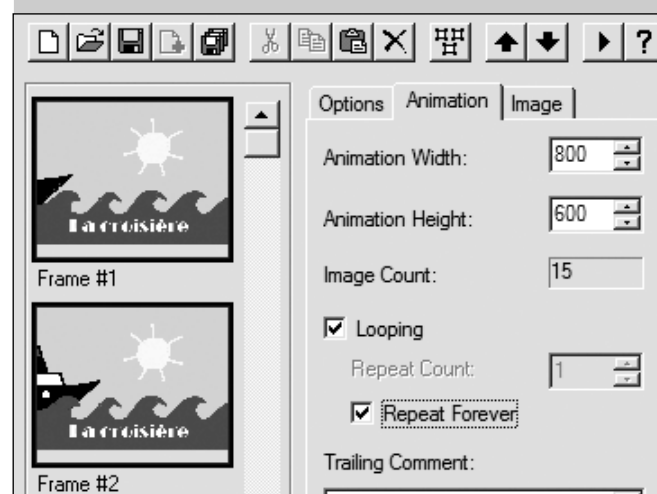 ?
Options Animation Image
La croisière
Frame #1
La croisière
Frame #2
Animation Width: 800
Animation Height: 600
Image Count: 15
Looping
Repeat Count: 1
Repeat Forever
Trailing Comment: